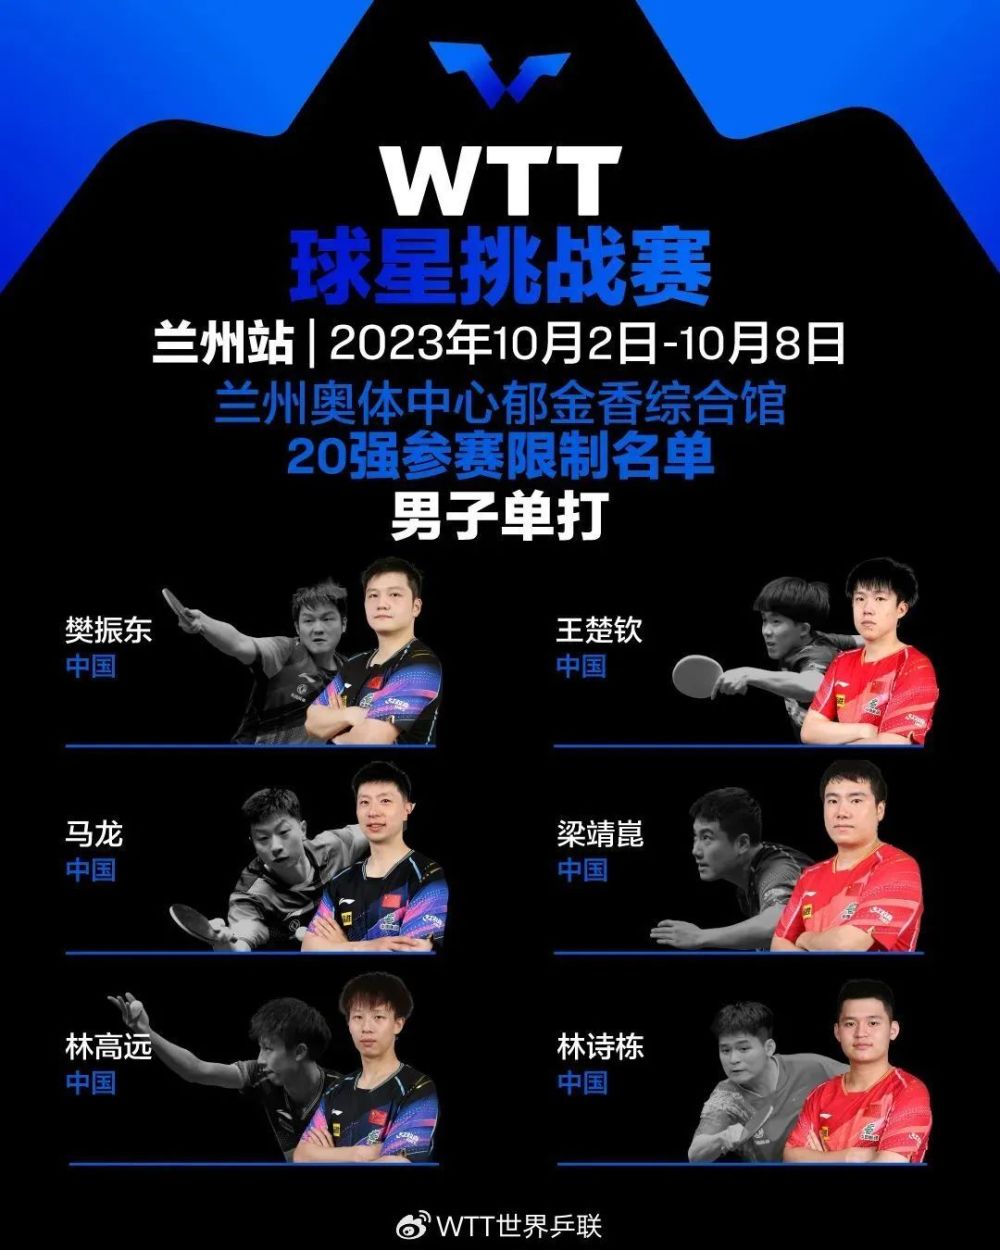 WTT
球星挑战赛
兰州站 | 2023年10月2日-10月8日
兰州奥体中心郁金香综合馆
20强参赛限制名单
男子单打
樊振东
中国
王楚钦
中国
马龙
中国
梁靖崑
中国
林高远
中国
林诗栋
中国
WTT世界乒联